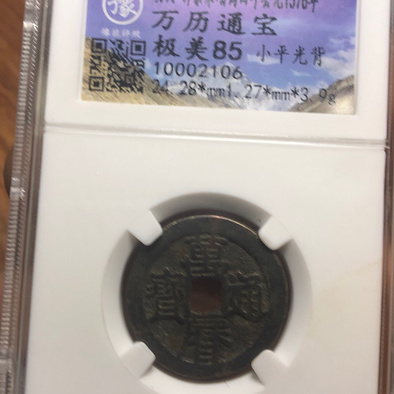 豫
万历通宝
极美85 小平光背
10002106
24.28*mm1.27*mm*3.9g
萬曆通寶